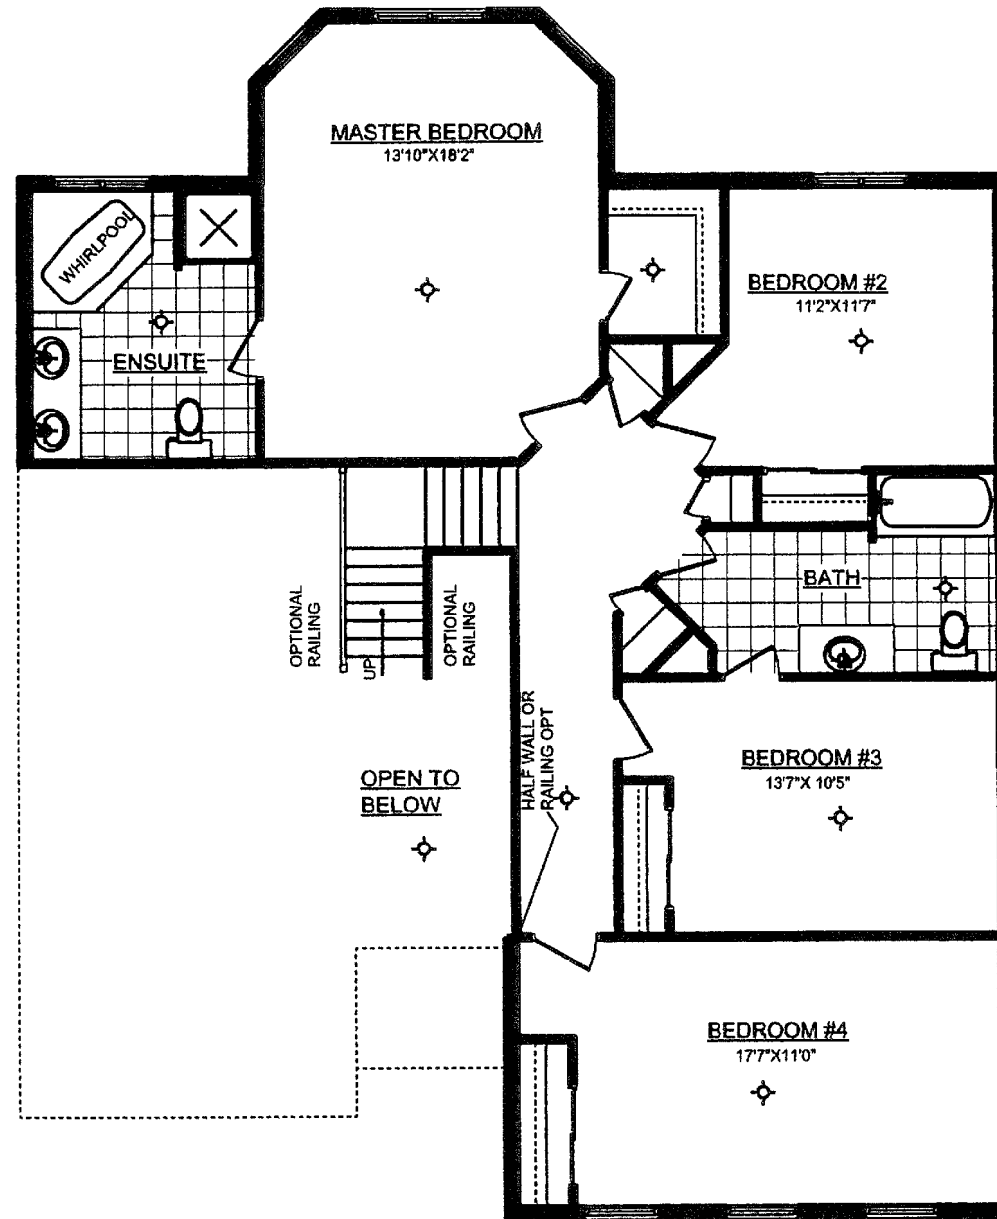 MASTER BEDROOM
13'10"X18'2"
WHIRLPOOL
ENSUITE
BEDROOM #2
11'2"X11'7"
BATH
OPTIONAL
RAILING
UP
OPTIONAL
RAILING
HALF WALL OR
RAILING OPT
OPEN TO
BELOW
BEDROOM #3
13'7"X 10'5"
BEDROOM #4
17'7"X11'0"